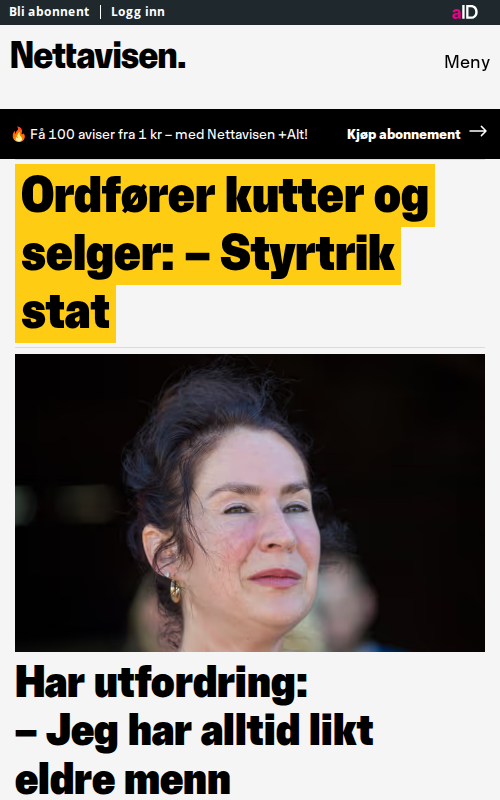 Bli abonnent | Logg inn
aID
Nettavisen.
Meny
🔥 Få 100 aviser fra 1 kr – med Nettavisen +Alt! Kjøp abonnement →
Ordfører kutter og
selger: – Styrtrik
stat
Har utfordring:
– Jeg har alltid likt
eldre menn